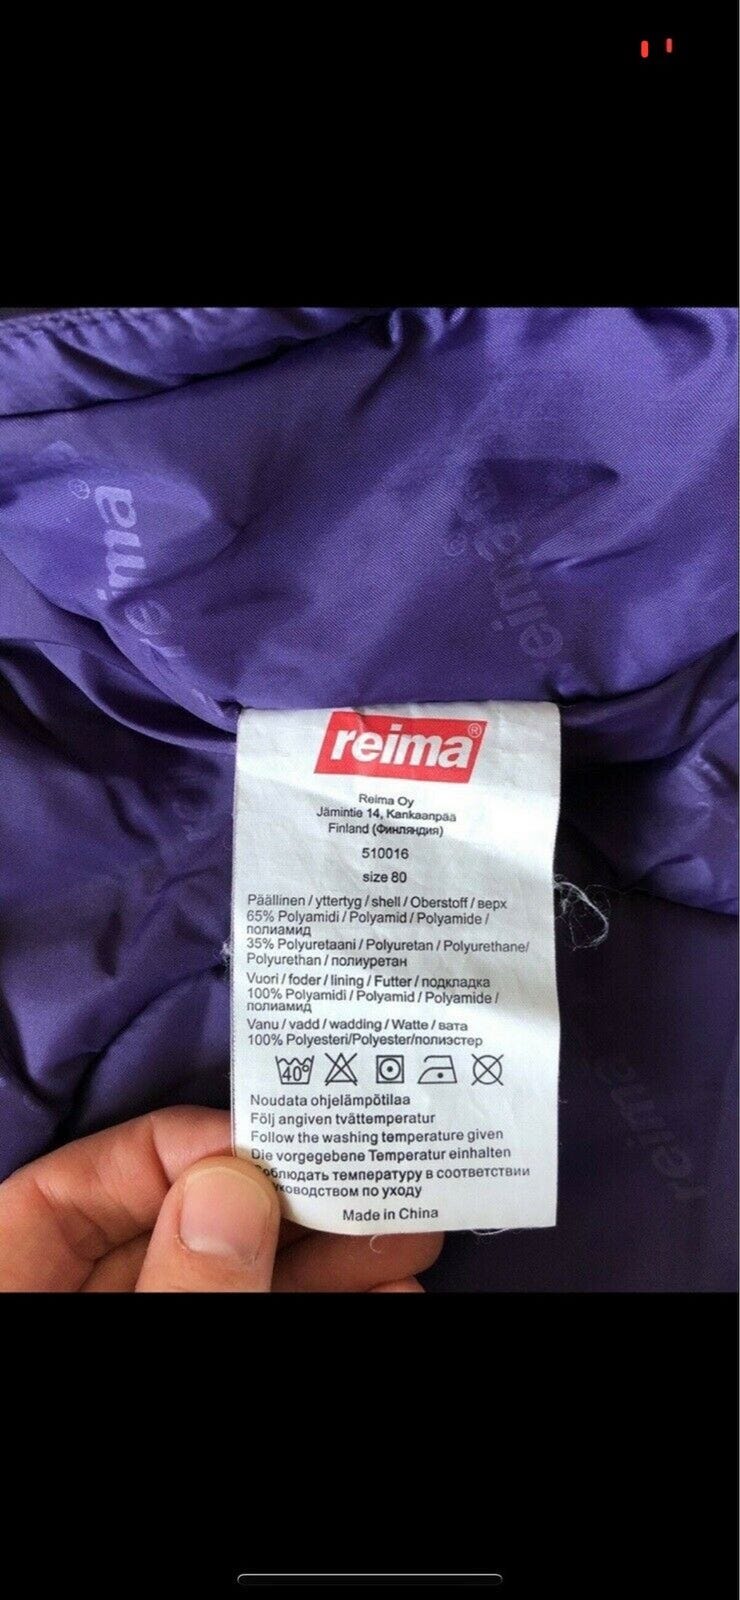 reima®
reima®
reima®
Reima Oy
Jämintie 14, Kankaanpää
Finland (Финляндия)
510016
size 80
Päällinen / yttertyg / shell / Oberstoff / верх
65% Polyamidi / Polyamid / Polyamide /
полиамид
35% Polyuretaani / Polyuretan / Polyurethane/
Polyurethan / полиуретан
Vuori / foder / lining / Futter / подкладка
100% Polyamidi / Polyamid / Polyamide /
полиамид
Vanu / vadd / wadding / Watte / вата
100% Polyesteri/Polyester/полиэстер
40°
Noudata ohjelämpötilaa
Följ angiven tvättemperatur
Follow the washing temperature given
Die vorgegebene Temperatur einhalten
температуру в соответствии
по уходу
Made in China
reima